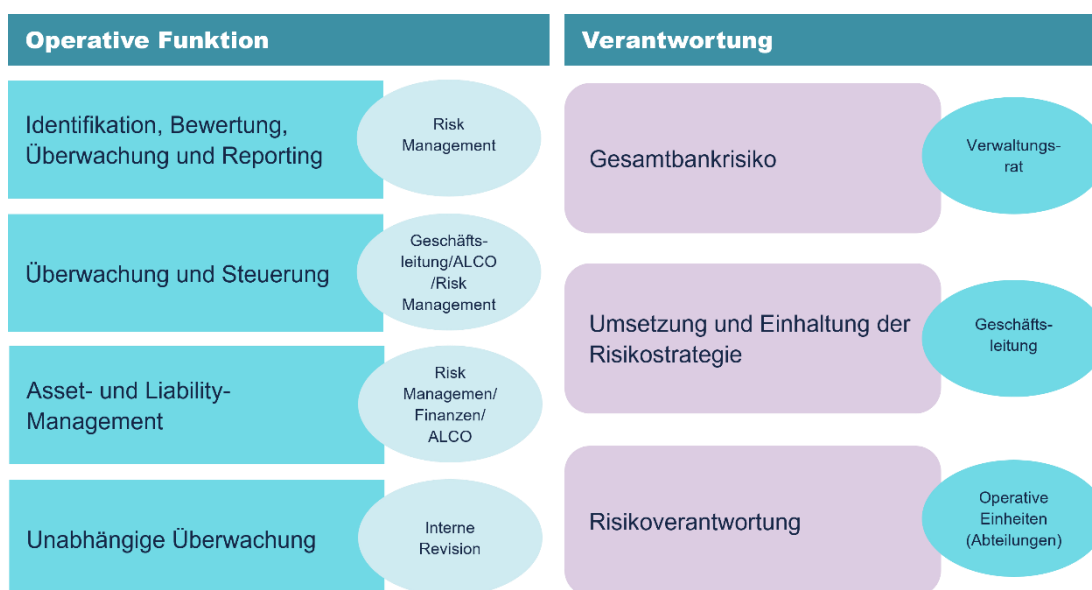 Operative Funktion
Identifikation, Bewertung,
Überwachung und Reporting
Risk
Management
Überwachung und Steuerung
Geschäfts-
leitung/ALCO
/Risk
Management
Asset- und Liability-
Management
Risk
Managemen/
Finanzen/
ALCO
Unabhängige Überwachung
Interne
Revision
Verantwortung
Gesamtbankrisiko
Verwaltungs-
rat
Umsetzung und Einhaltung der
Risikostrategie
Geschäfts-
leitung
Risikoverantwortung
Operative
Einheiten
(Abteilungen)